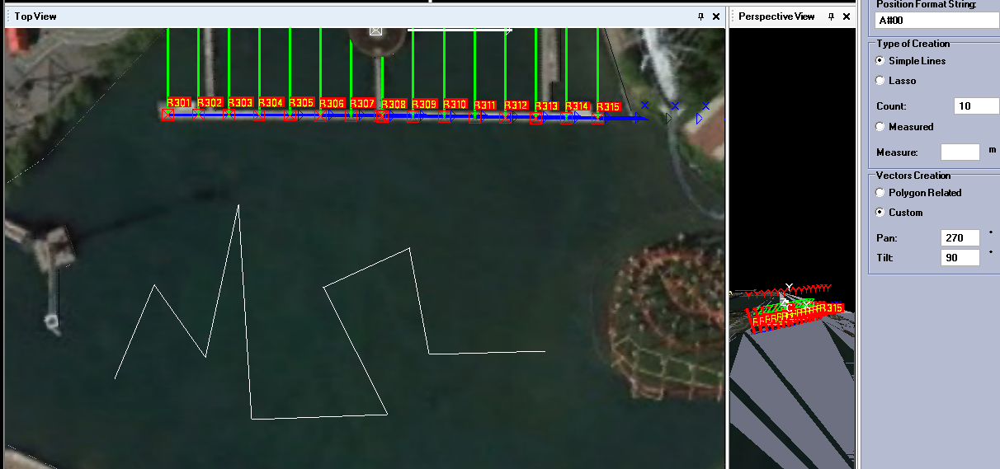 Top View
R301 R302 R303 R304 R305 R306 R307 R308 R309 R310 R311 R312 R313 R314 R315
Perspective View
Y
C
R315
Position Format String:
A#00
Type of Creation
Simple Lines
Lasso
Count: 10
Measured
Measure: m
Vectors Creation
Polygon Related
Custom
Pan: 270 °
Tilt: 90 °